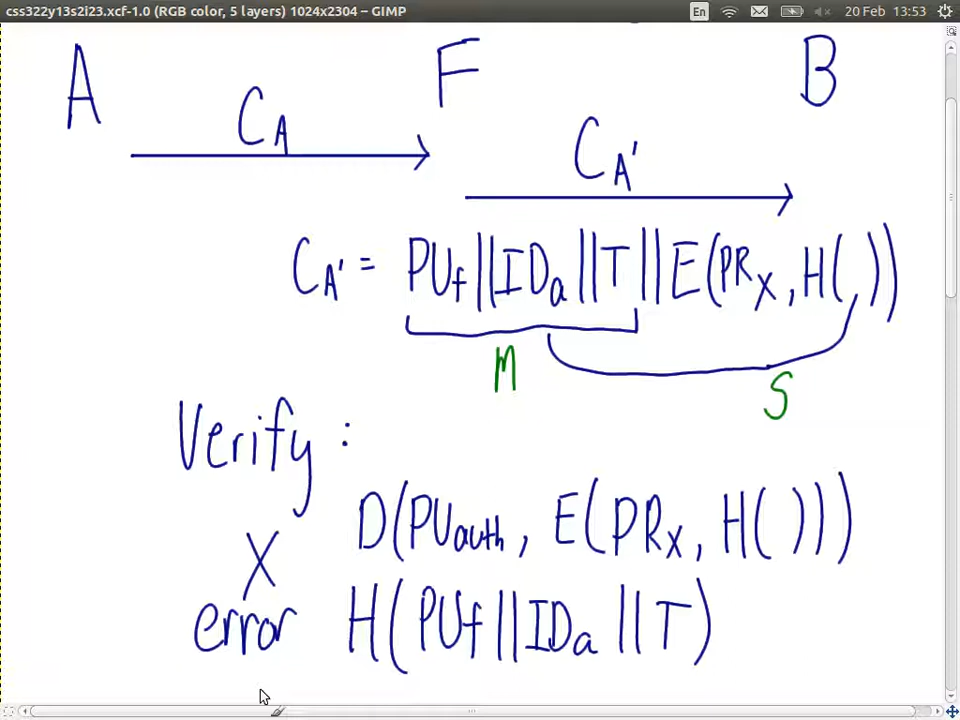 css322y13s2i23.xcf-1.0 (RGB color, 5 layers) 1024x2304 – GIMP
En
20 Feb 13:53
A F B
CA
CA'
CA' = PUf||IDa||T||E(PRx,H(,))
M
S
Verify :
D(PUauth, E(PRx, H()))
X
error H(PUf||IDa||T)